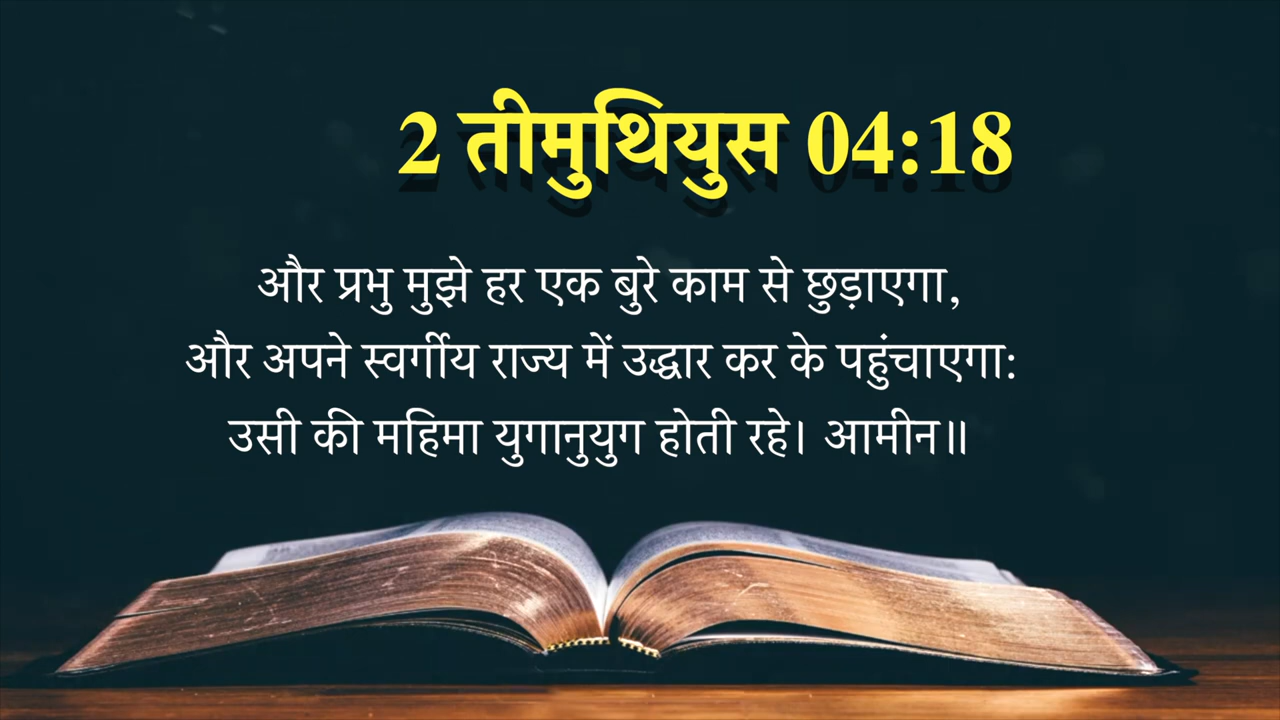 2 तीमुथियुस 04:18
और प्रभु मुझे हर एक बुरे काम से छुड़ाएगा,
और अपने स्वर्गीय राज्य में उद्धार कर के पहुंचाएगा:
उसी की महिमा युगानुयुग होती रहे। आमीन॥